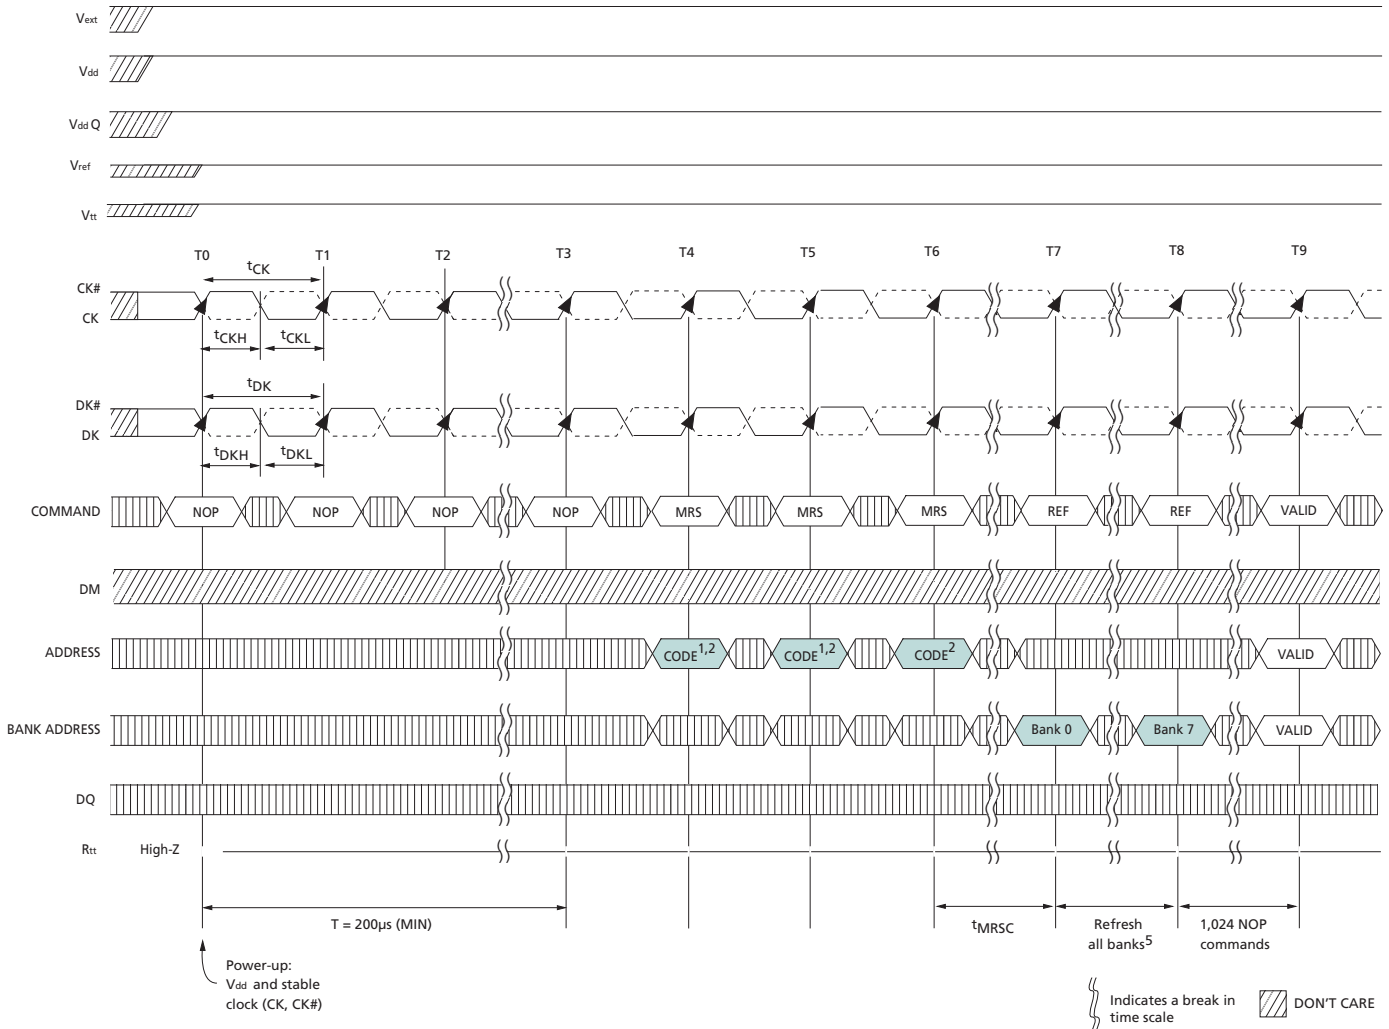 Vext
Vdd
Vdd Q
Vref
Vtt
T0 T1 T2 T3 T4 T5 T6 T7 T8 T9
tCK
CK#
CK
tCKH tCKL
tDK
DK#
DK
tDKH tDKL
COMMAND NOP NOP NOP NOP MRS MRS MRS REF REF VALID
DM
ADDRESS CODE1,2 CODE1,2 CODE2 VALID
BANK ADDRESS Bank 0 Bank 7 VALID
DQ
Rtt High-Z
T = 200µs (MIN)
tMRSC
Refresh
all banks5
1,024 NOP
commands
Power-up:
Vdd and stable
clock (CK, CK#)
Indicates a break in
time scale
DON'T CARE